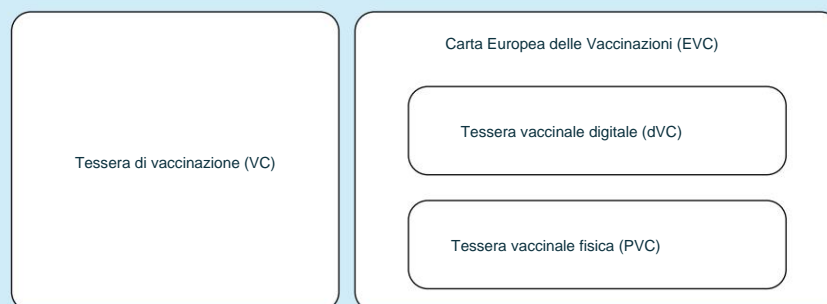 Carta Europea delle Vaccinazioni (EVC)
Tessera vaccinale digitale (dVC)
Tessera di vaccinazione (VC)
Tessera vaccinale fisica (PVC)